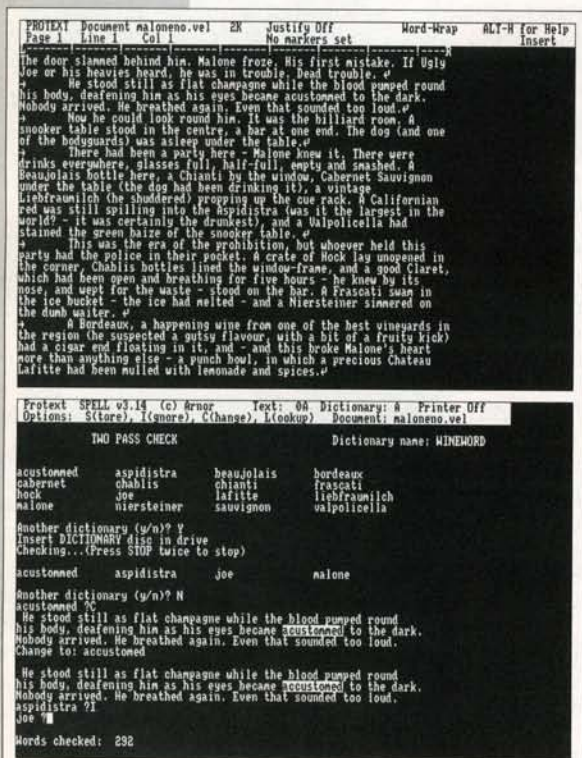 PROTEXT Document maloneno.vel 2K Justify Off Word-Wrap ALT-H for Help
Page 1 Line 1 Col 1 No markers set Insert
The door slammed behind him. Malone froze. His first mistake. If Ugly
Joe or his heavies heard, he was in trouble. Dead trouble. ↵
→ He stood still as flat champagne while the blood pumped round
his body, deafening him as his eyes became acustommed to the dark.
Nobody arrived. He breathed again. Even that sounded too loud.↵
→ Now he could look round him. It was the billiard room. A
snooker table stood in the centre, a bar at one end. The dog (and one
of the bodyguards) was asleep under the table.↵
→ There had been a party here - Malone knew it. There were
drinks everywhere, glasses full, half-full, empty and smashed. A
Beaujolais bottle here, a Chianti by the window, Cabernet Sauvignon
under the table (the dog had been drinking it), a vintage
Liebfraumilch (he shuddered) propping up the cue rack. A Californian
red was still spilling into the Aspidistra (was it the largest in the
world? - it was certainly the drunkest), and a Valpolicella had
stained the green baize of the snooker table. ↵
→ This was the era of the prohibition, but whoever held this
party had the police in their pocket. A crate of Hock lay unopened in
the corner, Chablis bottles lined the window-frame, and a good Claret,
which had been open and breathing for five hours - he knew by its
nose, and wept for the waste - stood on the bar. A Frascati swam in
the ice bucket - the ice had melted - and a Niersteiner simmered on
the dumb waiter. ↵
→ A Bordeaux, a happening wine from one of the best vineyards in
the region (he suspected a gutsy flavour, with a bit of a fruity kick)
had a cigar end floating in it, and - and this broke Malone's heart
more than anything else - a punch bowl, in which a precious Chateau
Lafitte had been mulled with lemonade and spices.↵
Protext SPELL v3.14 (c) Arnor Text: 0A Dictionary: A Printer Off
Options: S(tore), I(gnore), C(hange), L(ookup) Document: maloneno.vel
TWO PASS CHECK Dictionary name: WINEWORD
acustommed aspidistra beaujolais bordeaux
cabernet chablis chianti frascati
hock joe lafitte liebfraumilch
malone niersteiner sauvignon valpolicella
Another dictionary (y/n)? Y
Insert DICTIONARY disc in drive
Checking...(Press STOP twice to stop)
acustommed aspidistra joe malone
Another dictionary (y/n)? N
acustommed ?C
He stood still as flat champagne while the blood pumped round
his body, deafening him as his eyes became acustommed to the dark.
Nobody arrived. He breathed again. Even that sounded too loud.
Change to: accustomed
He stood still as flat champagne while the blood pumped round
his body, deafening him as his eyes became accustomed to the dark.
Nobody arrived. He breathed again. Even that sounded too loud.
aspidistra ?I
Joe ?
Words checked: 292